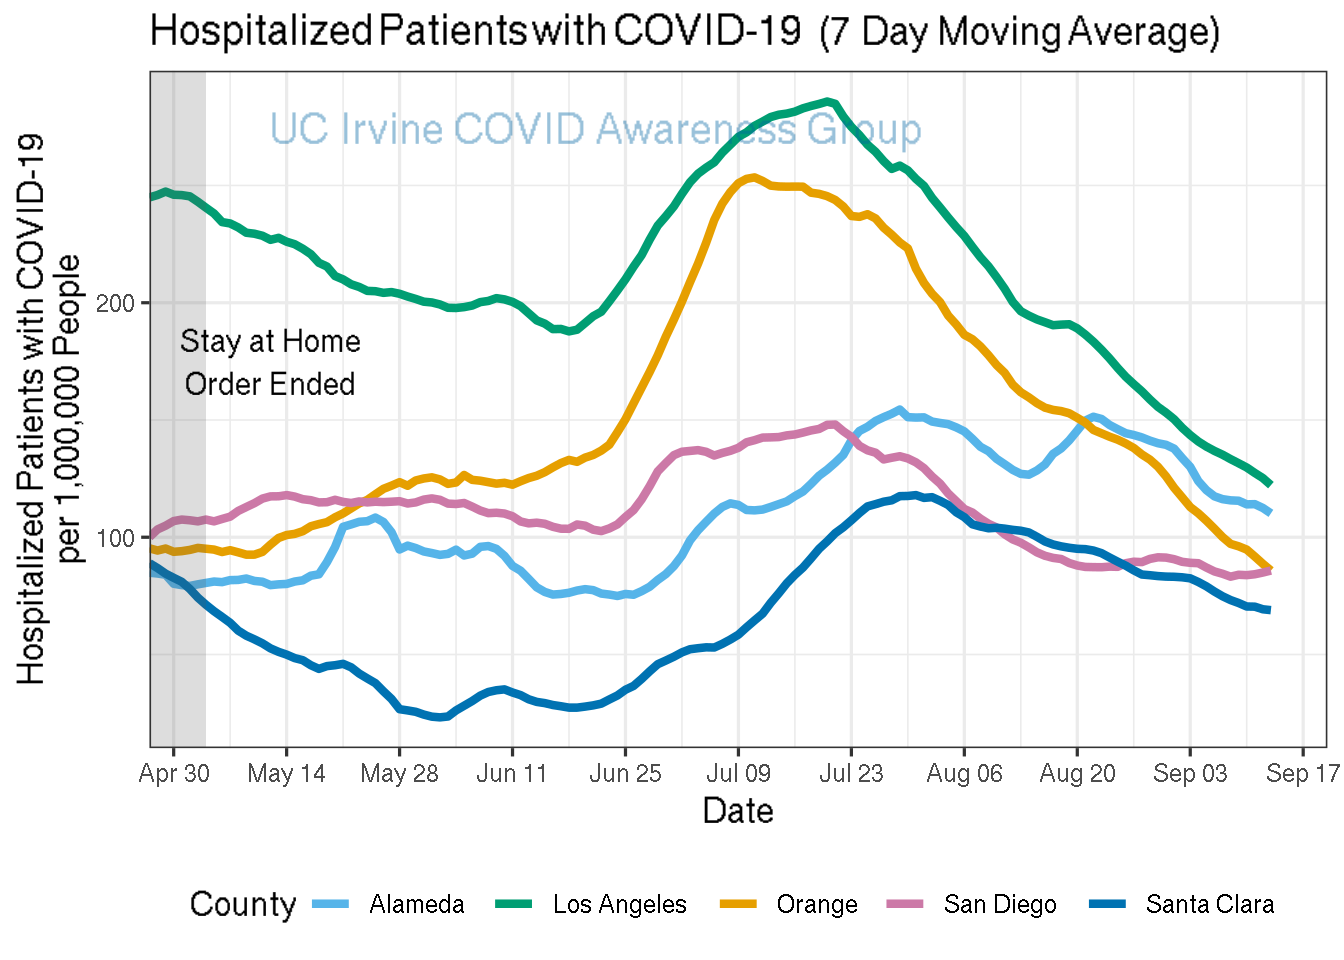 Hospitalized Patients with COVID-19 (7 Day Moving Average)
UC Irvine COVID Awareness Group
Hospitalized Patients with COVID-19
per 1,000,000 People
200
100
Stay at Home
Order Ended
Apr 30 May 14 May 28 Jun 11 Jun 25 Jul 09 Jul 23 Aug 06 Aug 20 Sep 03 Sep 17
Date
County Alameda Los Angeles Orange San Diego Santa Clara